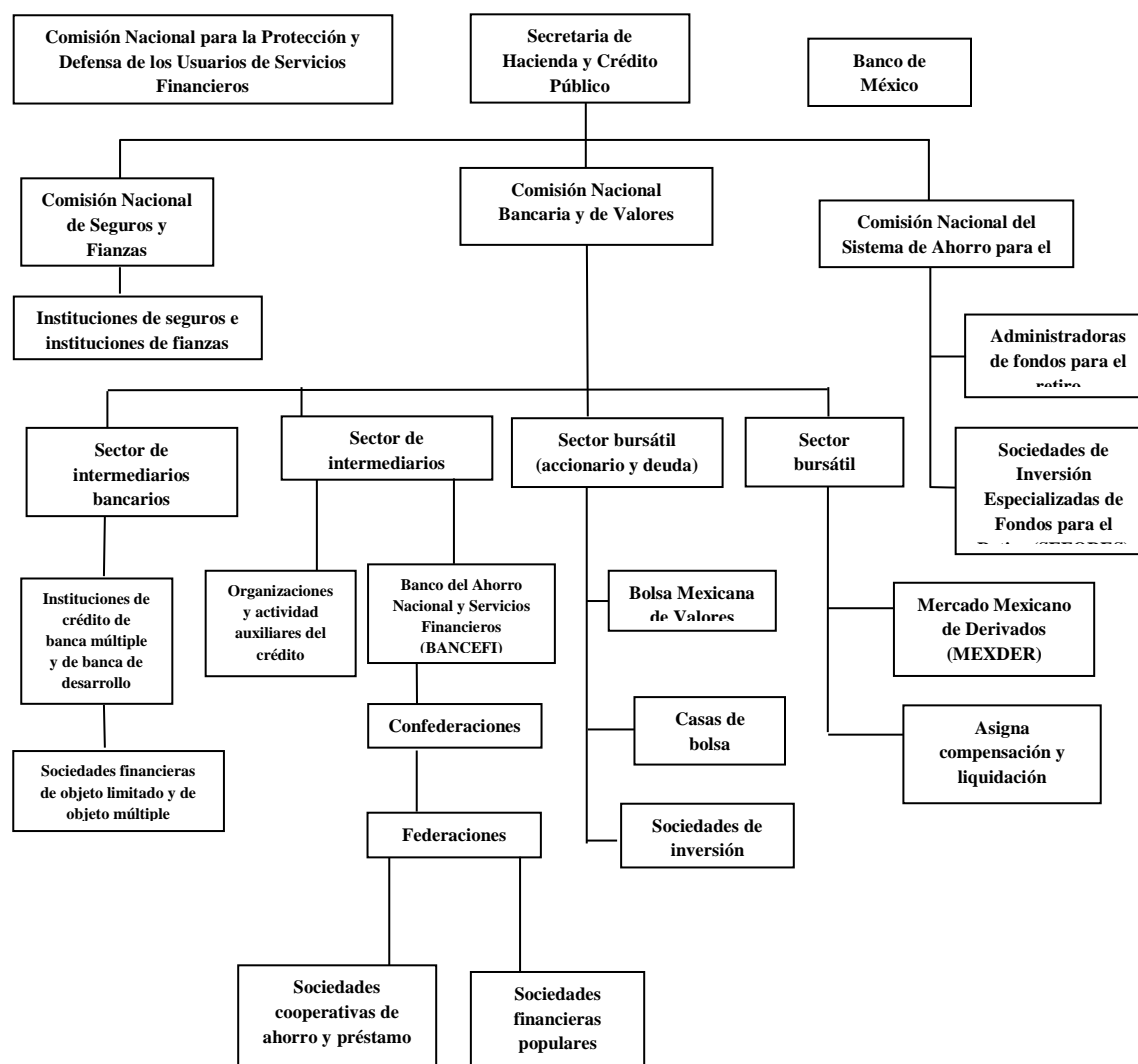 Comisión Nacional para la Protección y
Defensa de los Usuarios de Servicios
Financieros
Secretaria de
Hacienda y Crédito
Público
Banco de
México
Comisión Nacional
de Seguros y
Fianzas
Comisión Nacional
Bancaria y de Valores
Comisión Nacional del
Sistema de Ahorro para el
Instituciones de seguros e
instituciones de fianzas
Administradoras
de fondos para el
retiro
Sector de
intermediarios
bancarios
Sector de
intermediarios
Sector bursátil
(accionario y deuda)
Sector
bursátil
Sociedades de
Inversión
Especializadas de
Fondos para el
Instituciones de
crédito de
banca múltiple
y de banca de
desarrollo
Organizaciones
y actividad
auxiliares del
crédito
Banco del Ahorro
Nacional y Servicios
Financieros
(BANCEFI)
Bolsa Mexicana
de Valores
Mercado Mexicano
de Derivados
(MEXDER)
Confederaciones
Casas de
bolsa
Asigna
compensación y
liquidación
Sociedades financieras
de objeto limitado y de
objeto múltiple
Federaciones
Sociedades de
inversión
Sociedades
cooperativas de
ahorro y préstamo
Sociedades
financieras
populares